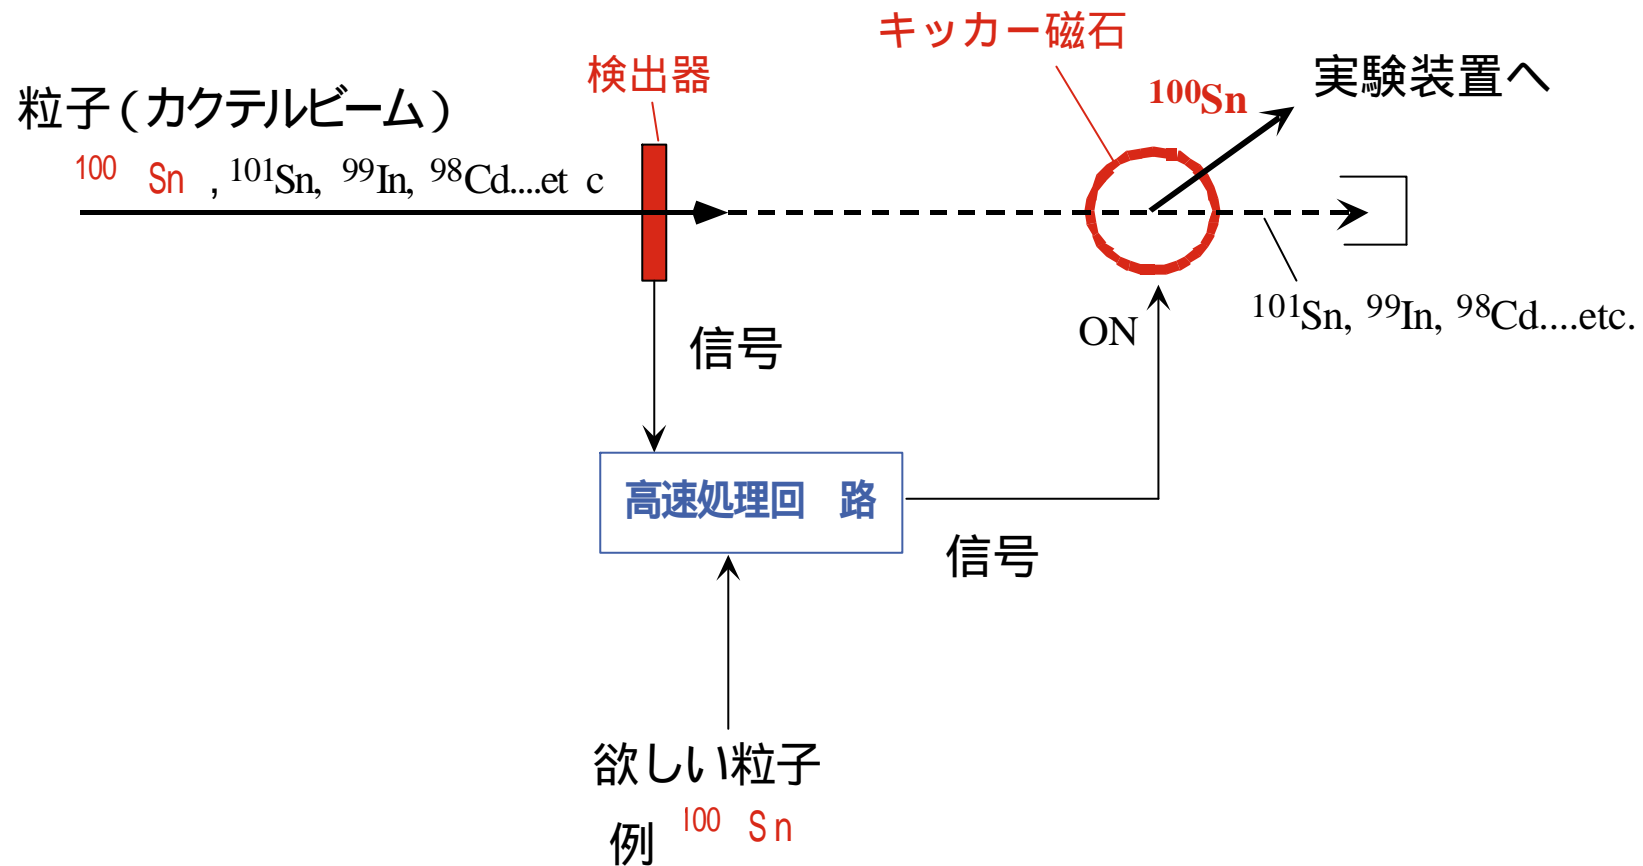 キッカー磁石
検出器
¹⁰⁰Sn
実験装置へ
粒子(カクテルビーム)
¹⁰⁰ Sn , ¹⁰¹Sn, ⁹⁹In, ⁹⁸Cd....et c
¹⁰¹Sn, ⁹⁹In, ⁹⁸Cd....etc.
ON
信号
高速処理回 路
信号
欲しい粒子
例 ¹⁰⁰ Sn